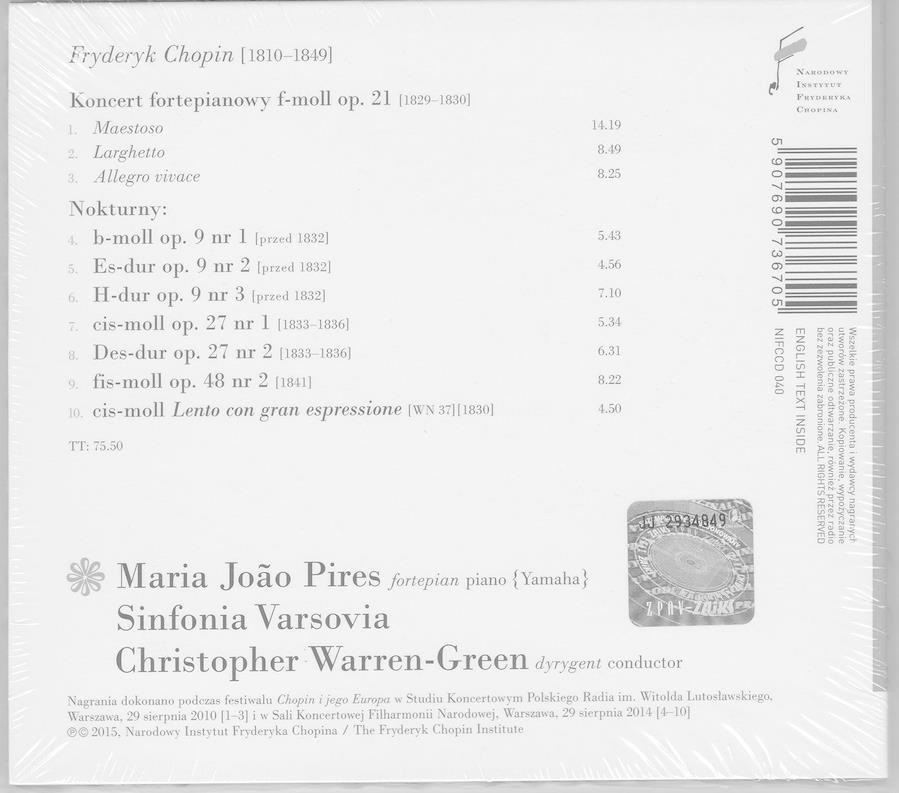 Fryderyk Chopin [1810–1849]
Koncert fortepianowy f-moll op. 21 [1829–1830]
1. Maestoso 14.19
2. Larghetto 8.49
3. Allegro vivace 8.25
Nokturny:
4. b-moll op. 9 nr 1 [przed 1832] 5.43
5. Es-dur op. 9 nr 2 [przed 1832] 4.56
6. H-dur op. 9 nr 3 [przed 1832] 7.10
7. cis-moll op. 27 nr 1 [1833–1836] 5.34
8. Des-dur op. 27 nr 2 [1833–1836] 6.31
9. fis-moll op. 48 nr 2 [1841] 8.22
10. cis-moll Lento con gran espressione [WN 37][1830] 4.50
TT: 75.50
Narodowy
Instytut
Fryderyka
Chopina
5 907690 736705
NIFCCD 040
ENGLISH TEXT INSIDE
Wszelkie prawa producenta i wydawcy nagranych
utworów zastrzeżone. Kopiowanie, wypożyczanie
oraz publiczne odtwarzanie, również przez radio
bez zezwolenia zabronione. ALL RIGHTS RESERVED
JJ 2934849
ZPAV-ZAiKS
Maria João Pires fortepian piano {Yamaha}
Sinfonia Varsovia
Christopher Warren-Green dyrygent conductor
Nagrania dokonano podczas festiwalu Chopin i jego Europa w Studiu Koncertowym Polskiego Radia im. Witolda Lutosławskiego,
Warszawa, 29 sierpnia 2010 [1–3] i w Sali Koncertowej Filharmonii Narodowej, Warszawa, 29 sierpnia 2014 [4–10]
℗© 2015, Narodowy Instytut Fryderyka Chopina / The Fryderyk Chopin Institute